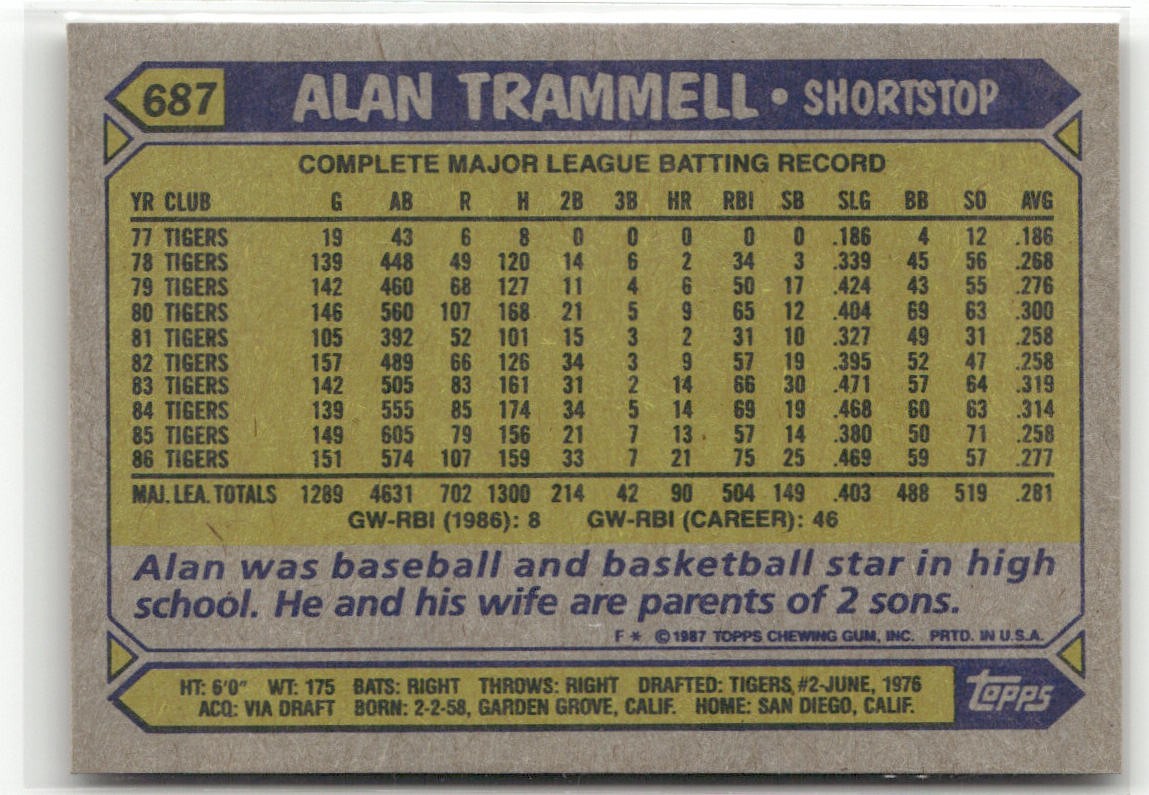 687 ALAN TRAMMELL • SHORTSTOP
COMPLETE MAJOR LEAGUE BATTING RECORD
YR CLUB G AB R H 2B 3B HR RBI SB SLG BB SO AVG
77 TIGERS 19 43 6 8 0 0 0 0 0 .186 4 12 .186
78 TIGERS 139 448 49 120 14 6 2 34 3 .339 45 56 .268
79 TIGERS 142 460 68 127 11 4 6 50 17 .424 43 55 .276
80 TIGERS 146 560 107 168 21 5 9 65 12 .404 69 63 .300
81 TIGERS 105 392 52 101 15 3 2 31 10 .327 49 31 .258
82 TIGERS 157 489 66 126 34 3 9 57 19 .395 52 47 .258
83 TIGERS 142 505 83 161 31 2 14 66 30 .471 57 64 .319
84 TIGERS 139 555 85 174 34 5 14 69 19 .468 60 63 .314
85 TIGERS 149 605 79 156 21 7 13 57 14 .380 50 71 .258
86 TIGERS 151 574 107 159 33 7 21 75 25 .469 59 57 .277
MAJ. LEA. TOTALS 1289 4631 702 1300 214 42 90 504 149 .403 488 519 .281
GW-RBI (1986): 8 GW-RBI (CAREER): 46
Alan was baseball and basketball star in high
school. He and his wife are parents of 2 sons.
F * © 1987 TOPPS CHEWING GUM, INC. PRTD. IN U.S.A.
HT: 6'0" WT: 175 BATS: RIGHT THROWS: RIGHT DRAFTED: TIGERS, #2-JUNE, 1976
ACQ: VIA DRAFT BORN: 2-2-58, GARDEN GROVE, CALIF. HOME: SAN DIEGO, CALIF.
TOPPS